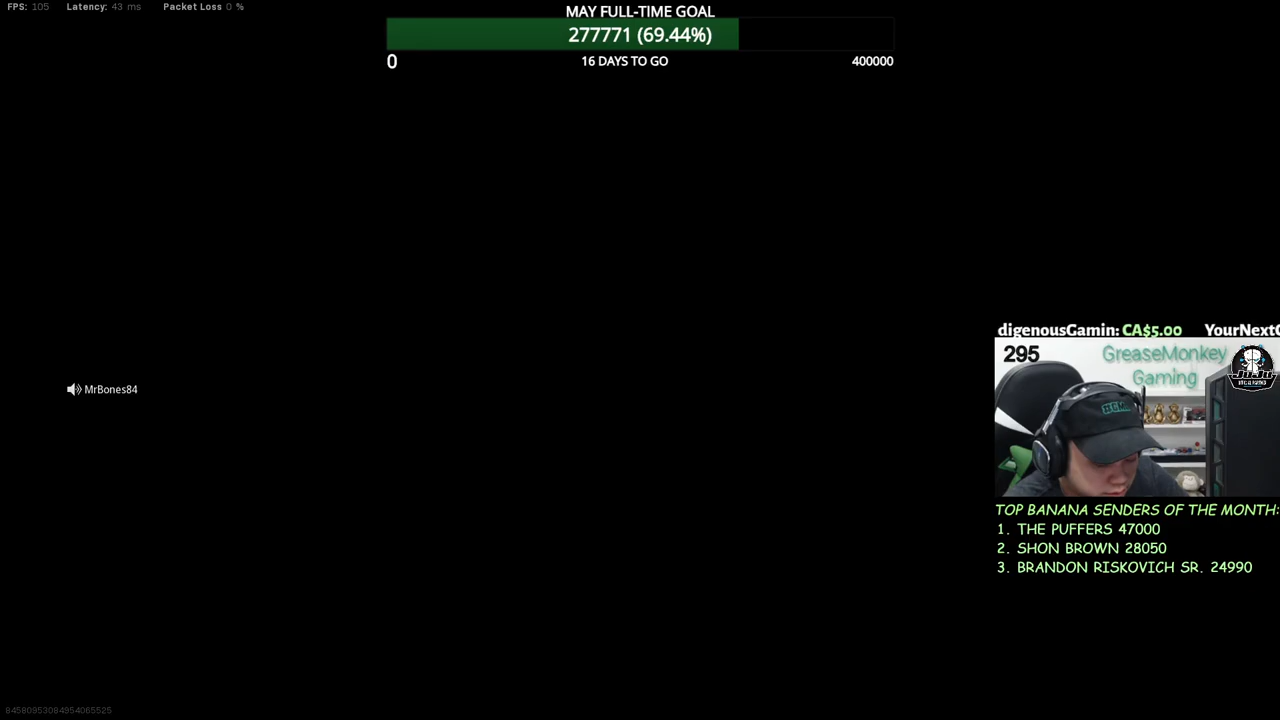 FPS: 105 Latency: 43 ms Packet Loss 0 %
MAY FULL-TIME GOAL
277771 (69.44%)
0 16 DAYS TO GO 400000
digenousGamin: CA$5.00 YourNextG
295
GreaseMonkey
Gaming
MrBones84
TOP BANANA SENDERS OF THE MONTH:
1. THE PUFFERS 47000
2. SHON BROWN 28050
3. BRANDON RISKOVICH SR. 24990
84580953084954065525